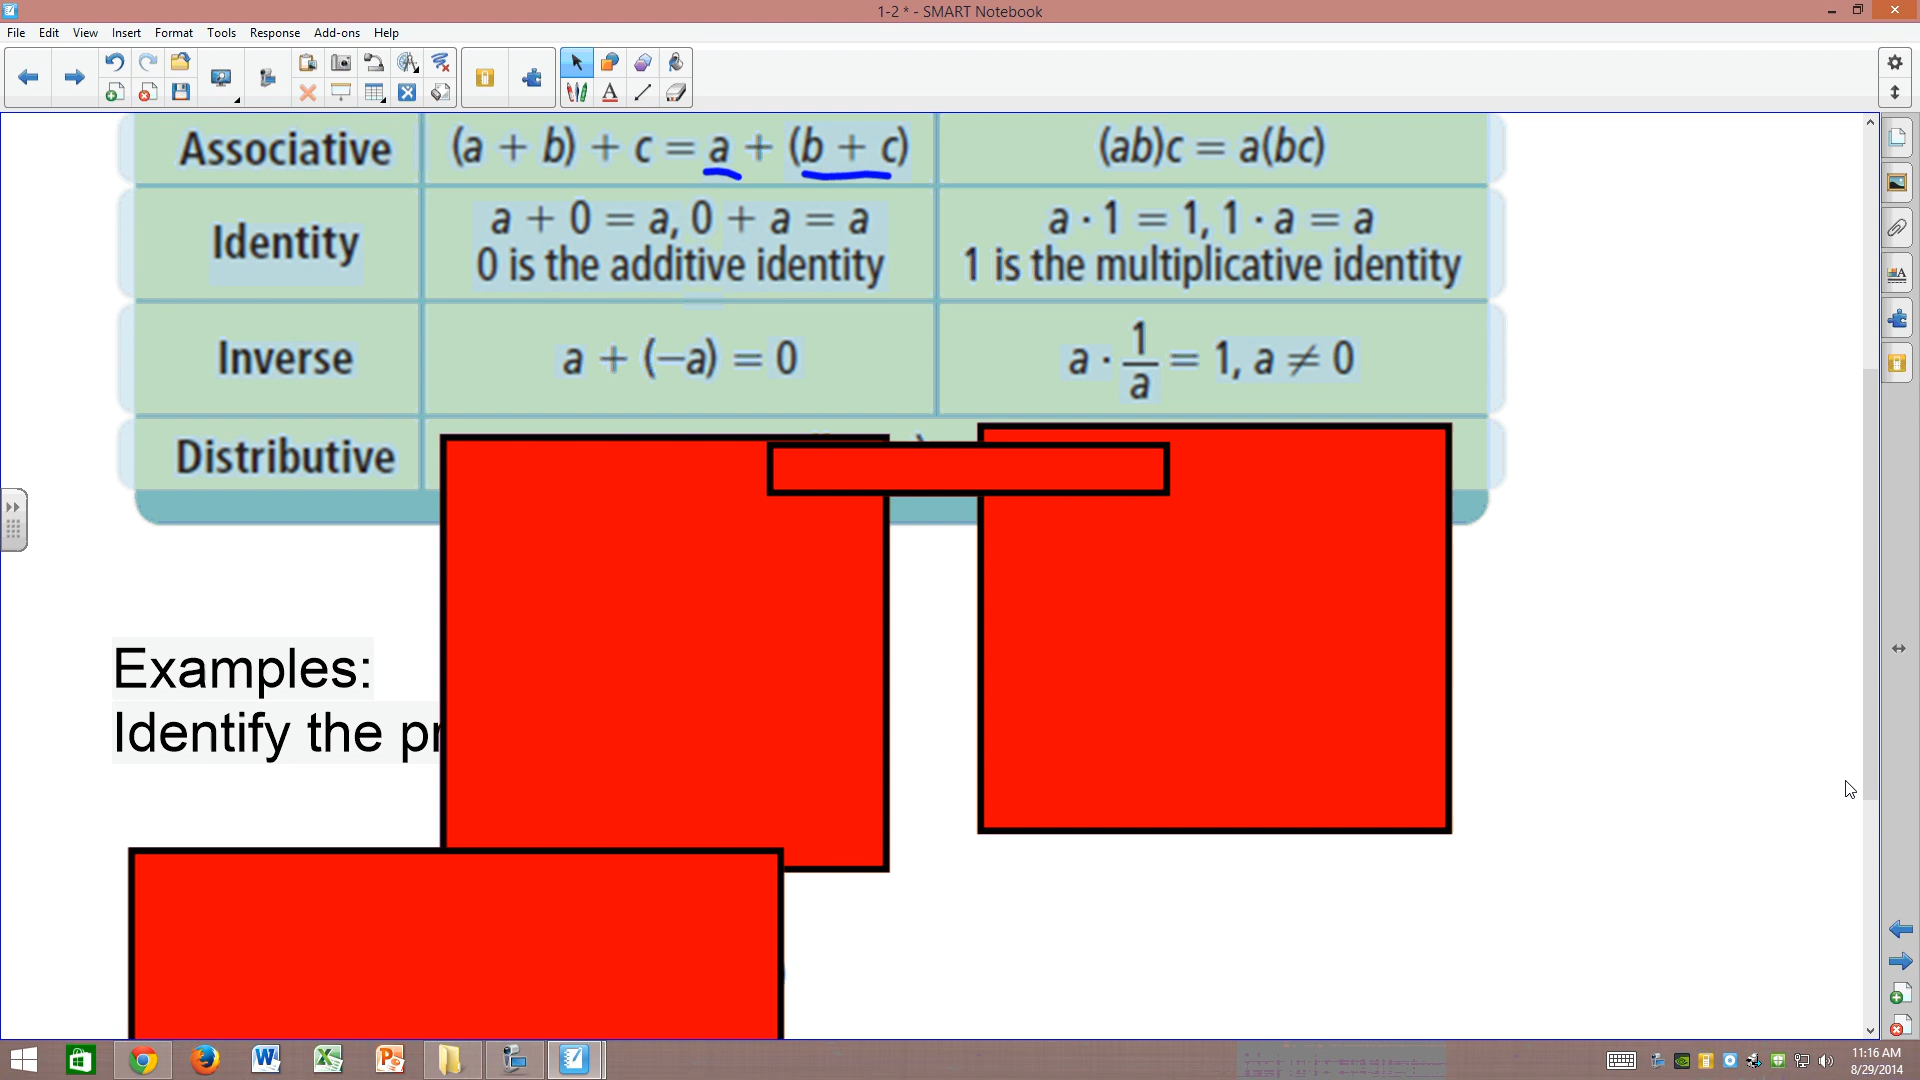 1-2 * - SMART Notebook
File Edit View Insert Format Tools Response Add-ons Help
Associative (a + b) + c = a + (b + c) (ab)c = a(bc)
Identity a + 0 = a, 0 + a = a a · 1 = 1, 1 · a = a
0 is the additive identity 1 is the multiplicative identity
Inverse a + (−a) = 0 a · 1/a = 1, a ≠ 0
Distributive
Examples:
Identify the
11:16 AM
8/29/2014